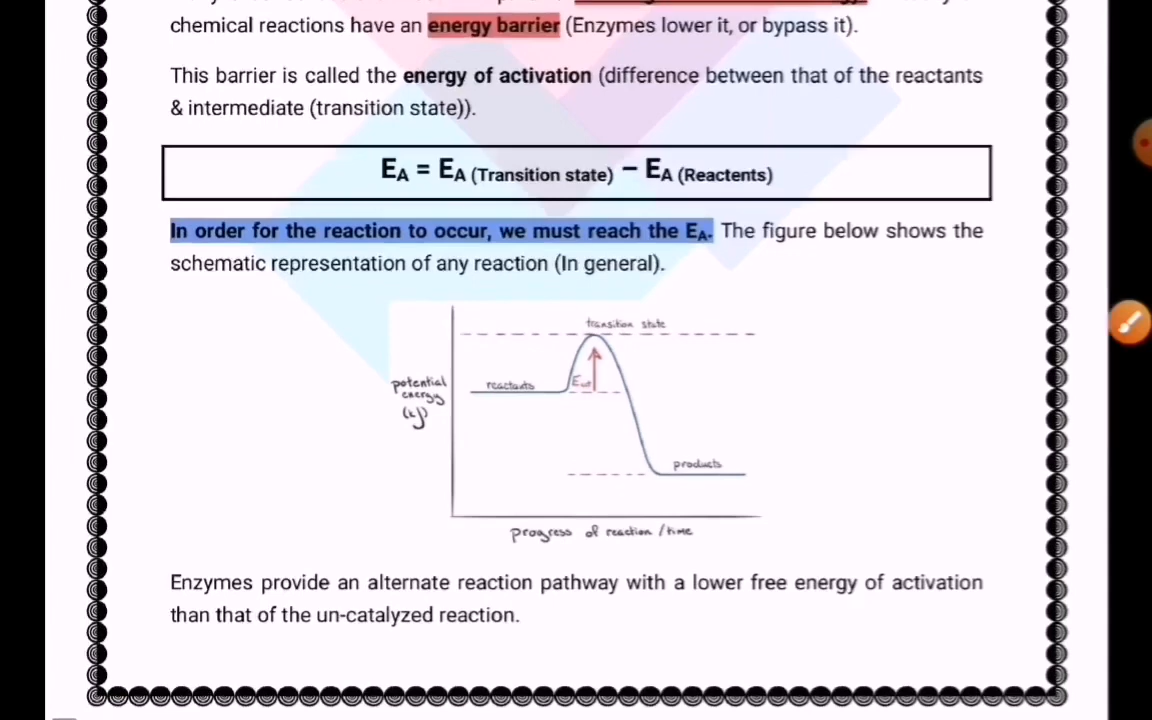 chemical reactions have an energy barrier (Enzymes lower it, or bypass it).
This barrier is called the energy of activation (difference between that of the reactants
& intermediate (transition state)).
EA = EA (Transition state) − EA (Reactents)
In order for the reaction to occur, we must reach the EA. The figure below shows the
schematic representation of any reaction (In general).
transition state
potential
energy
(kJ)
reactants
Eact
products
progress of reaction / time
Enzymes provide an alternate reaction pathway with a lower free energy of activation
than that of the un-catalyzed reaction.